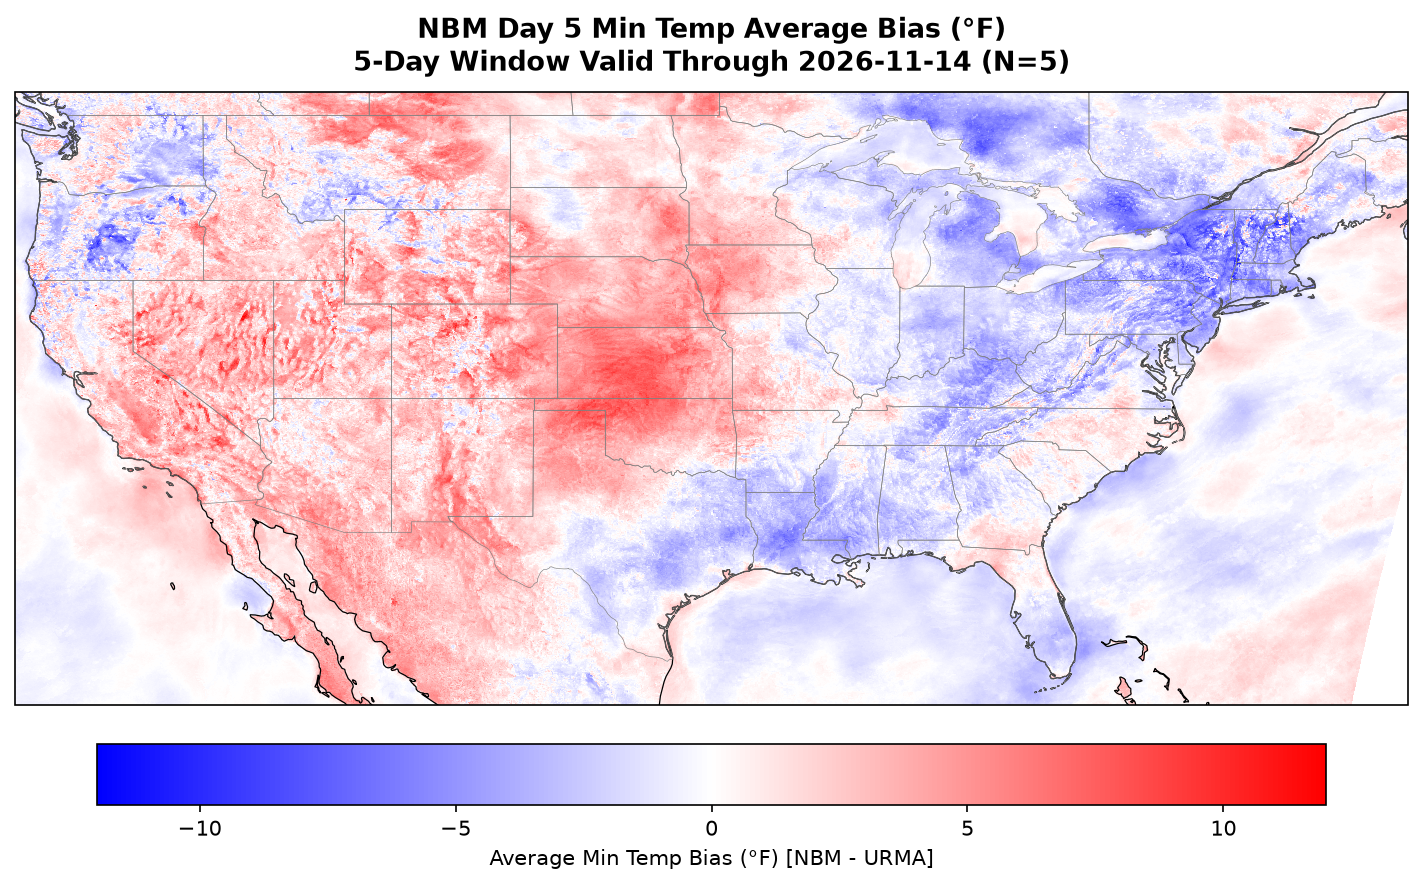 NBM Day 5 Min Temp Average Bias (°F)
5-Day Window Valid Through 2026-11-14 (N=5)
−10 −5 0 5 10
Average Min Temp Bias (°F) [NBM - URMA]